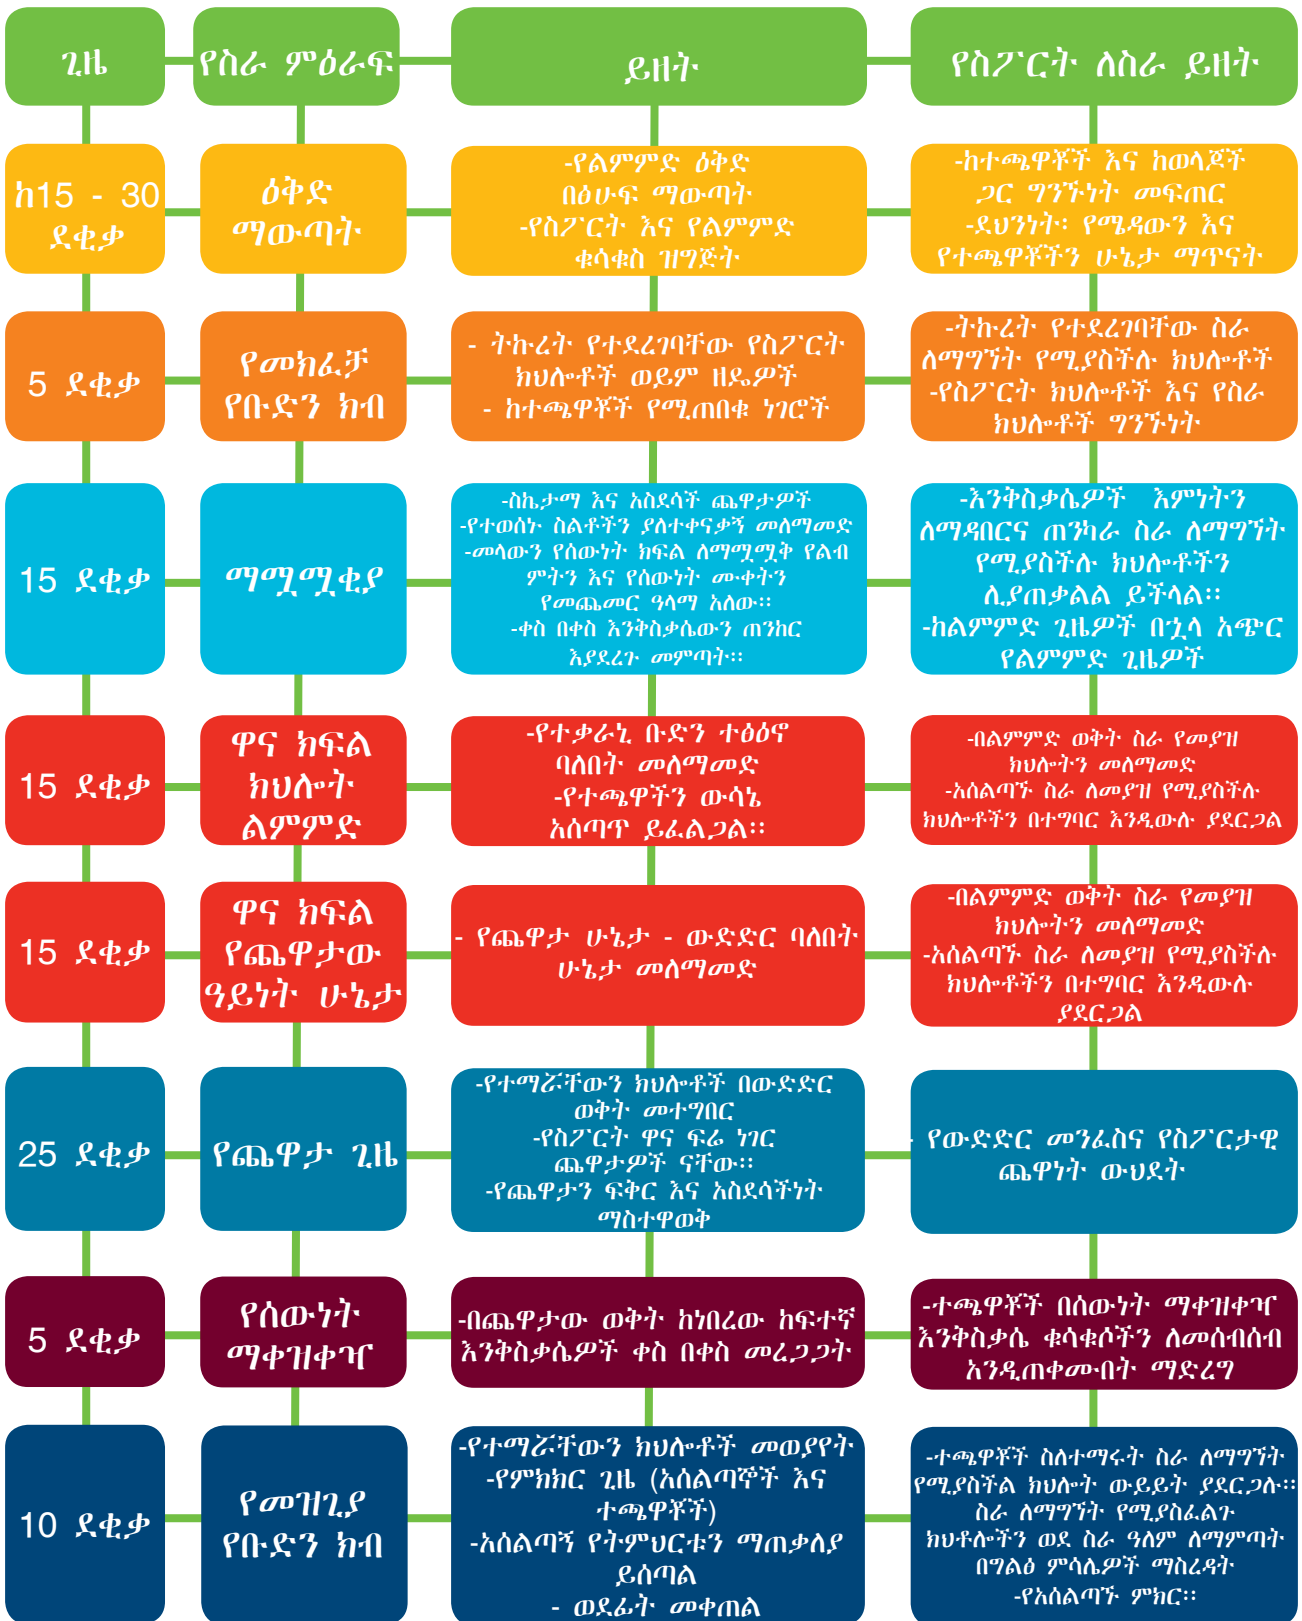 ጊዜ
የስራ ምዕራፍ
ይዘት
የስፖርት ለስራ ይዘት
ከ15 - 30
ደቂቃ
ዕቅድ
ማውጣት
-የልምምድ ዕቅድ
በዕሁፍ ማውጣት
-የስፖርት እና የልምምድ
ቁሳቁስ ዝግጅት
-ከተጫዋቾች እና ከወላጆች
ጋር ግንኙነት መፍጠር
-ደህንነት፡ የሜዳውን እና
የተጫዋቾችን ሁኔታ ማጥናት
5 ደቂቃ
የመክፈቻ
የቡድን ክብ
- ትኩረት የተደረገባቸው የስፖርት
ክህሎቶች ወይም ዘዴዎች
- ከተጫዋቾች የሚጠበቁ ነገሮች
-ትኩረት የተደረገባቸው ስራ
ለማግኘት የሚያስችሉ ክህሎቶች
-የስፖርት ክህሎቶች እና የስራ
ክህሎቶች ግንኙነት
15 ደቂቃ
ማሟሟቂያ
-ስኬታማ እና አስደሳች ጨዋታዎች
-የተወሰኑ ስልቶችን ያለተቀናቃኝ መለማመድ
-መላውን የሰውነት ክፍል ለማሟሟቅ የልብ
ምትን እና የሰውነት ሙቀትን
የመጨመር ዓላማ አለው፡፡
-ቀስ በቀስ እንቅስቃሴውን ጠንከር
እያደረጉ መምጣት፡፡
-እንቅስቃሴዎች እምነትን
ለማዳበርና ጠንካራ ስራ ለማግኘት
የሚያስችሉ ክህሎቶችን
ሊያጠቃልል ይችላል፡፡
-ከልምምድ ጊዜዎች በኋላ አጭር
የልምምድ ጊዜዎች
15 ደቂቃ
ዋና ክፍል
ክህሎት
ልምምድ
-የተቃራኒ ቡድን ተፅዕኖ
ባለበት መለማመድ
-የተጫዋችን ውሳኔ
አሰጣጥ ይፈልጋል፡፡
-በልምምድ ወቅት ስራ የመያዝ
ክህሎትን መለማመድ
-አሰልጣኙ ስራ ለመያዝ የሚያስችሉ
ክህሎቶችን በተግባር እንዲውሉ ያደርጋል
15 ደቂቃ
ዋና ክፍል
የጨዋታው
ዓይነት ሁኔታ
- የጨዋታ ሁኔታ - ውድድር ባለበት
ሁኔታ መለማመድ
-በልምምድ ወቅት ስራ የመያዝ
ክህሎትን መለማመድ
-አሰልጣኙ ስራ ለመያዝ የሚያስችሉ
ክህሎቶችን በተግባር እንዲውሉ
ያደርጋል
25 ደቂቃ
የጨዋታ ጊዜ
-የተማሯቸውን ክህሎቶች በውድድር
ወቅት መተግበር
-የስፖርት ዋና ፍሬ ነገር
ጨዋታዎች ናቸው፡፡
-የጨዋታን ፍቅር እና አስደሳችነት
ማስተዋወቅ
- የውድድር መንፈስና የስፖርታዊ
ጨዋነት ውህደት
5 ደቂቃ
የሰውነት
ማቀዝቀዣ
-በጨዋታው ወቅት ከነበረው ከፍተኛ
እንቅስቃሴዎች ቀስ በቀስ መረጋጋት
-ተጫዋቾች በሰውነት ማቀዝቀዣ
እንቅስቃሴ ቁሳቁሶችን ለመሰብሰብ
አንዲጠቀሙበት ማድረግ
10 ደቂቃ
የመዝጊያ
የቡድን ክብ
-የተማሯቸውን ክህሎቶች መወያየት
-የምክክር ጊዜ (አሰልጣኞች እና
ተጫዋቾች)
-አሰልጣኝ የትምህርቱን ማጠቃለያ
ይሰጣል
- ወደፊት መቀጠል
-ተጫዋቾች ስለተማሩት ስራ ለማግኘት
የሚያስችል ክህሎት ውይይት ያደርጋሉ፡፡
ስራ ለማግኘት የሚያስፈልጉ
ክህቶሎችን ወደ ስራ ዓለም ለማምጣት
በግልፅ ምሳሌዎች ማስረዳት
-የአሰልጣኙ ምክር፡፡